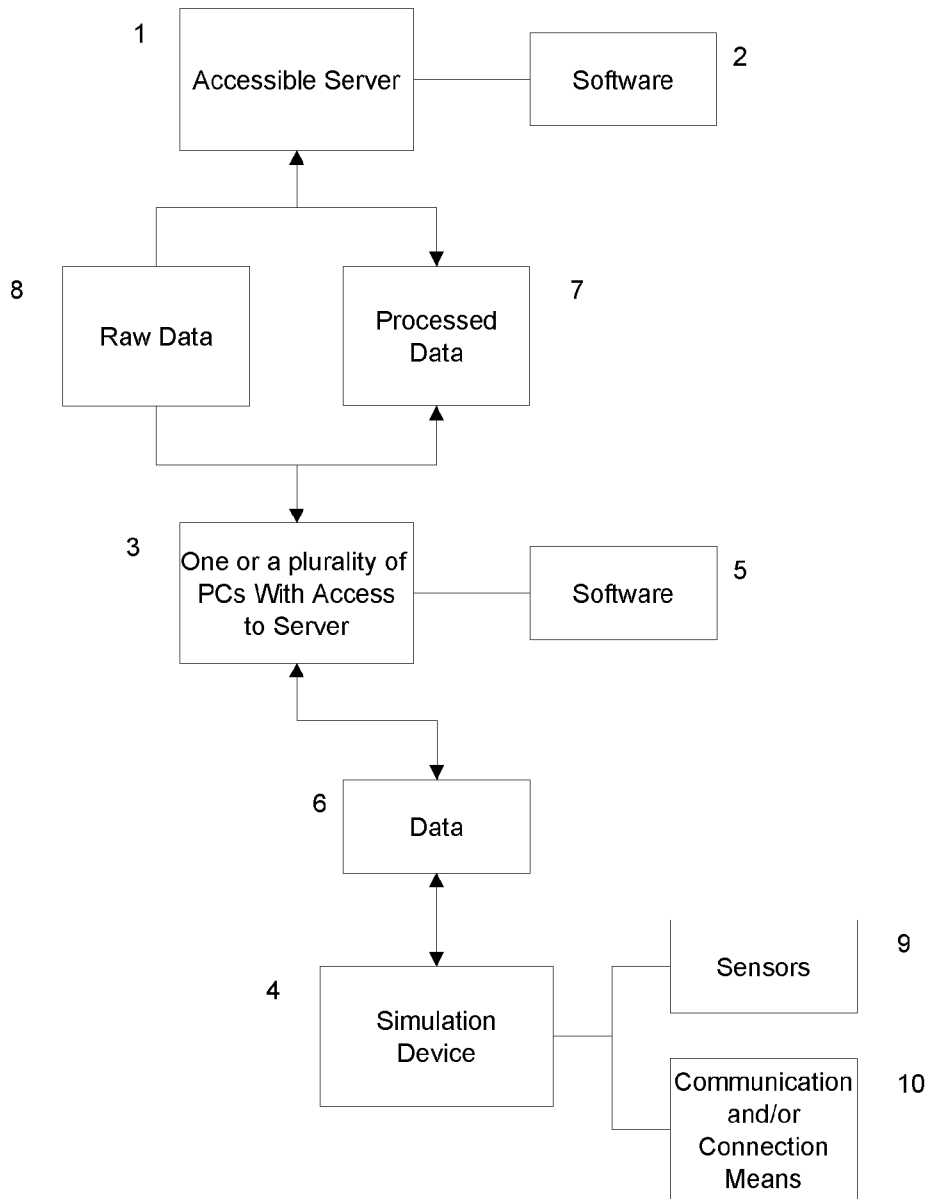 1
Accessible Server
Software
2
8
Raw Data
Processed
Data
7
3
One or a plurality of
PCs With Access
to Server
Software
5
6
Data
4
Simulation
Device
Sensors
9
Communication
and/or
Connection
Means
10